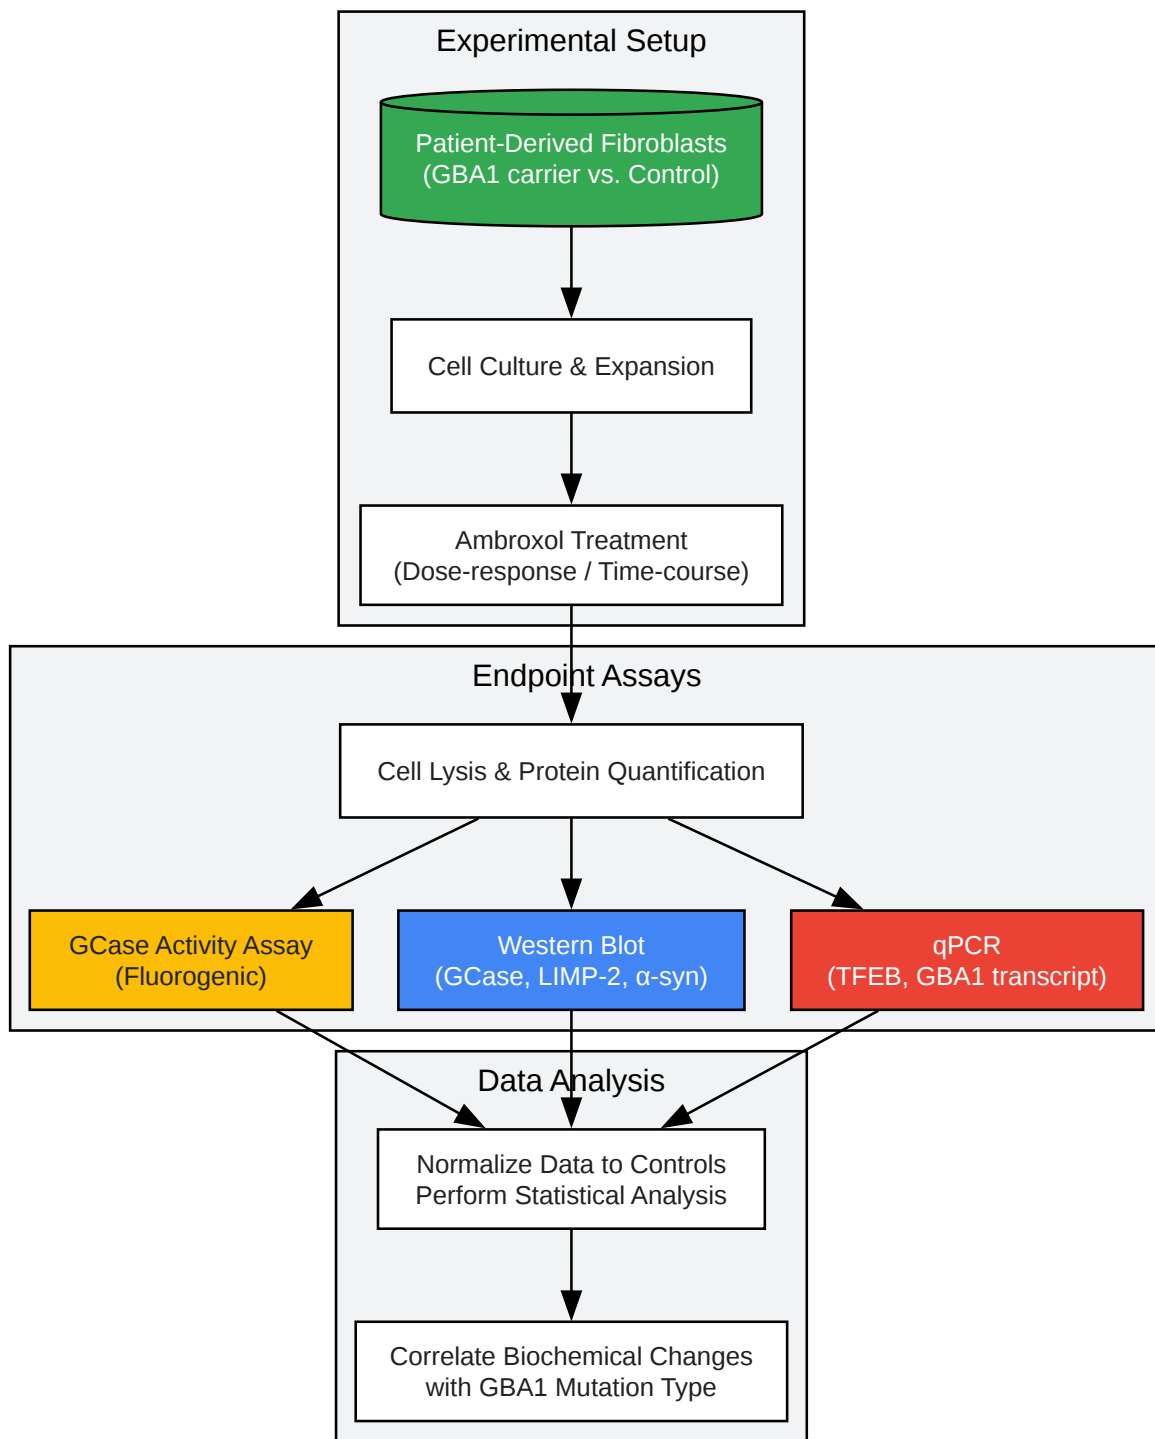 Experimental Setup
Patient-Derived Fibroblasts
(GBA1 carrier vs. Control)
Cell Culture & Expansion
Ambroxol Treatment
(Dose-response / Time-course)
Endpoint Assays
Cell Lysis & Protein Quantification
GCase Activity Assay
(Fluorogenic)
Western Blot
(GCase, LIMP-2, α-syn)
qPCR
(TFEB, GBA1 transcript)
Data Analysis
Normalize Data to Controls
Perform Statistical Analysis
Correlate Biochemical Changes
with GBA1 Mutation Type